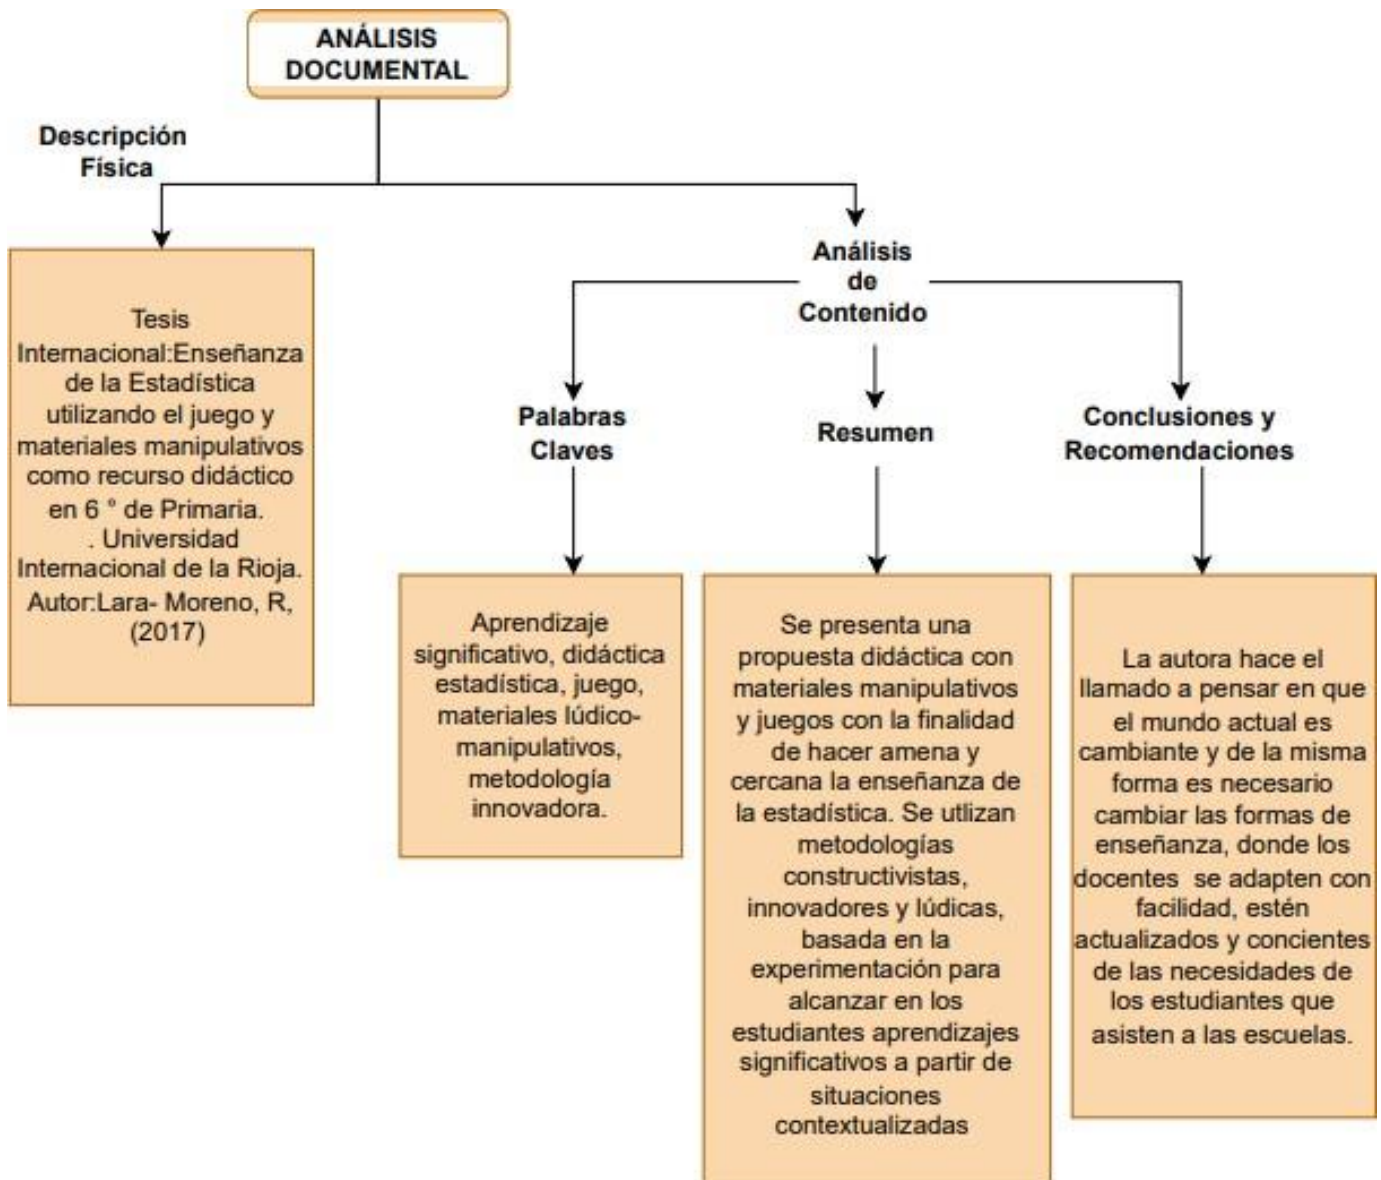 ANÁLISIS
DOCUMENTAL
Descripción
Física
Tesis
Internacional:Enseñanza
de la Estadística
utilizando el juego y
materiales manipulativos
como recurso didáctico
en 6 ° de Primaria.
. Universidad
Internacional de la Rioja.
Autor:Lara- Moreno, R,
(2017)
Análisis
de
Contenido
Palabras
Claves
Aprendizaje
significativo, didáctica
estadística, juego,
materiales lúdico-
manipulativos,
metodología
innovadora.
Resumen
Se presenta una
propuesta didáctica con
materiales manipulativos
y juegos con la finalidad
de hacer amena y
cercana la enseñanza de
la estadística. Se utlizan
metodologías
constructivistas,
innovadores y lúdicas,
basada en la
experimentación para
alcanzar en los
estudiantes aprendizajes
significativos a partir de
situaciones
contextualizadas
Conclusiones y
Recomendaciones
La autora hace el
llamado a pensar en que
el mundo actual es
cambiante y de la misma
forma es necesario
cambiar las formas de
enseñanza, donde los
docentes se adapten con
facilidad, estén
actualizados y concientes
de las necesidades de
los estudiantes que
asisten a las escuelas.